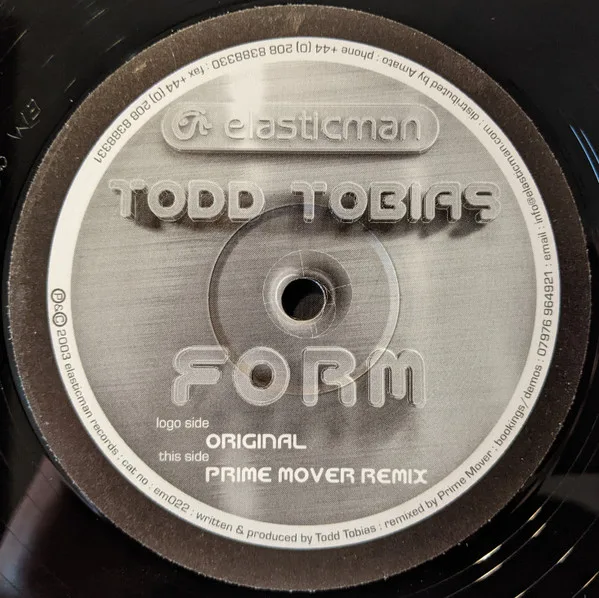 elasticman
TODD TOBIAS
FORM
logo side
ORIGINAL
this side
PRIME MOVER REMIX
Ⓟ&© 2003 elasticman records : cat no : em022 : written & produced by Todd Tobias : remixed by Prime Mover : bookings/demos : 07976 964921 : email : info@elasticman.com : distributed by Amato : phone +44 (0) 208 8388330 : fax +44 (0) 208 8388331
EM